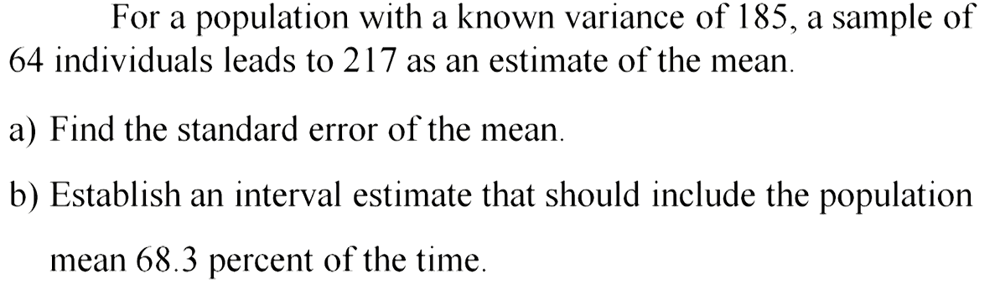 For a population with a known variance of 185, a sample of
64 individuals leads to 217 as an estimate of the mean.
a) Find the standard error of the mean.
b) Establish an interval estimate that should include the population
mean 68.3 percent of the time.